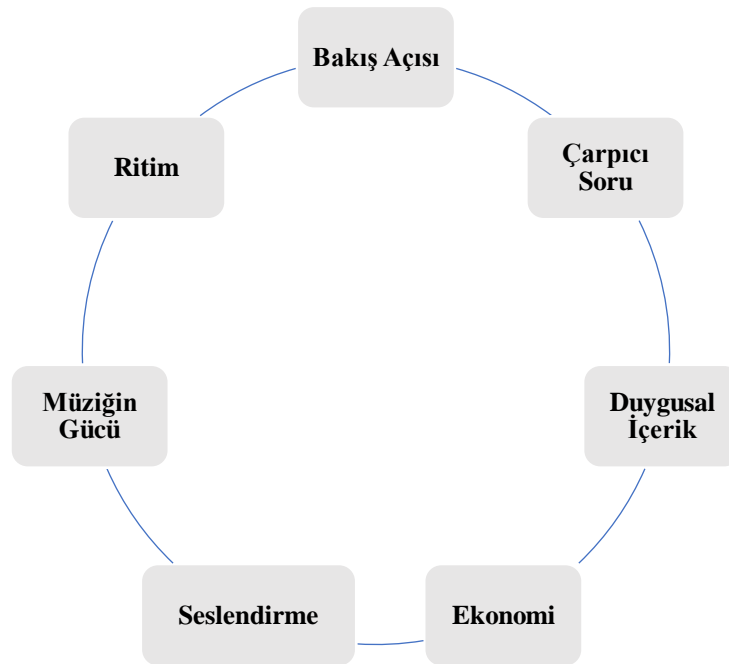 Bakış Açısı
Çarpıcı
Soru
Duygusal
İçerik
Ekonomi
Seslendirme
Müziğin
Gücü
Ritim